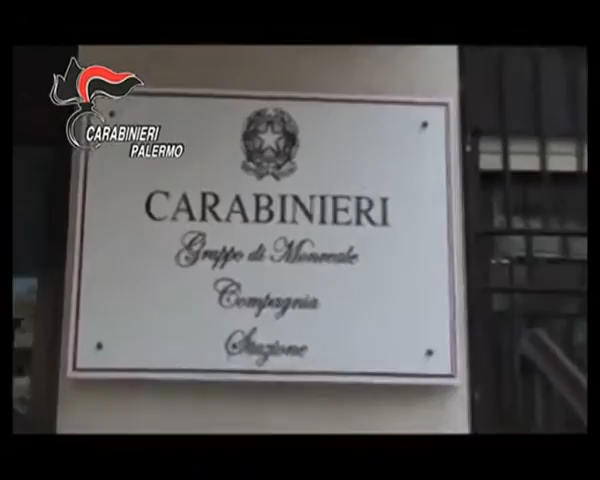 CARABINIERI
PALERMO
CARABINIERI
Gruppo di Monreale
Compagnia
Stazione